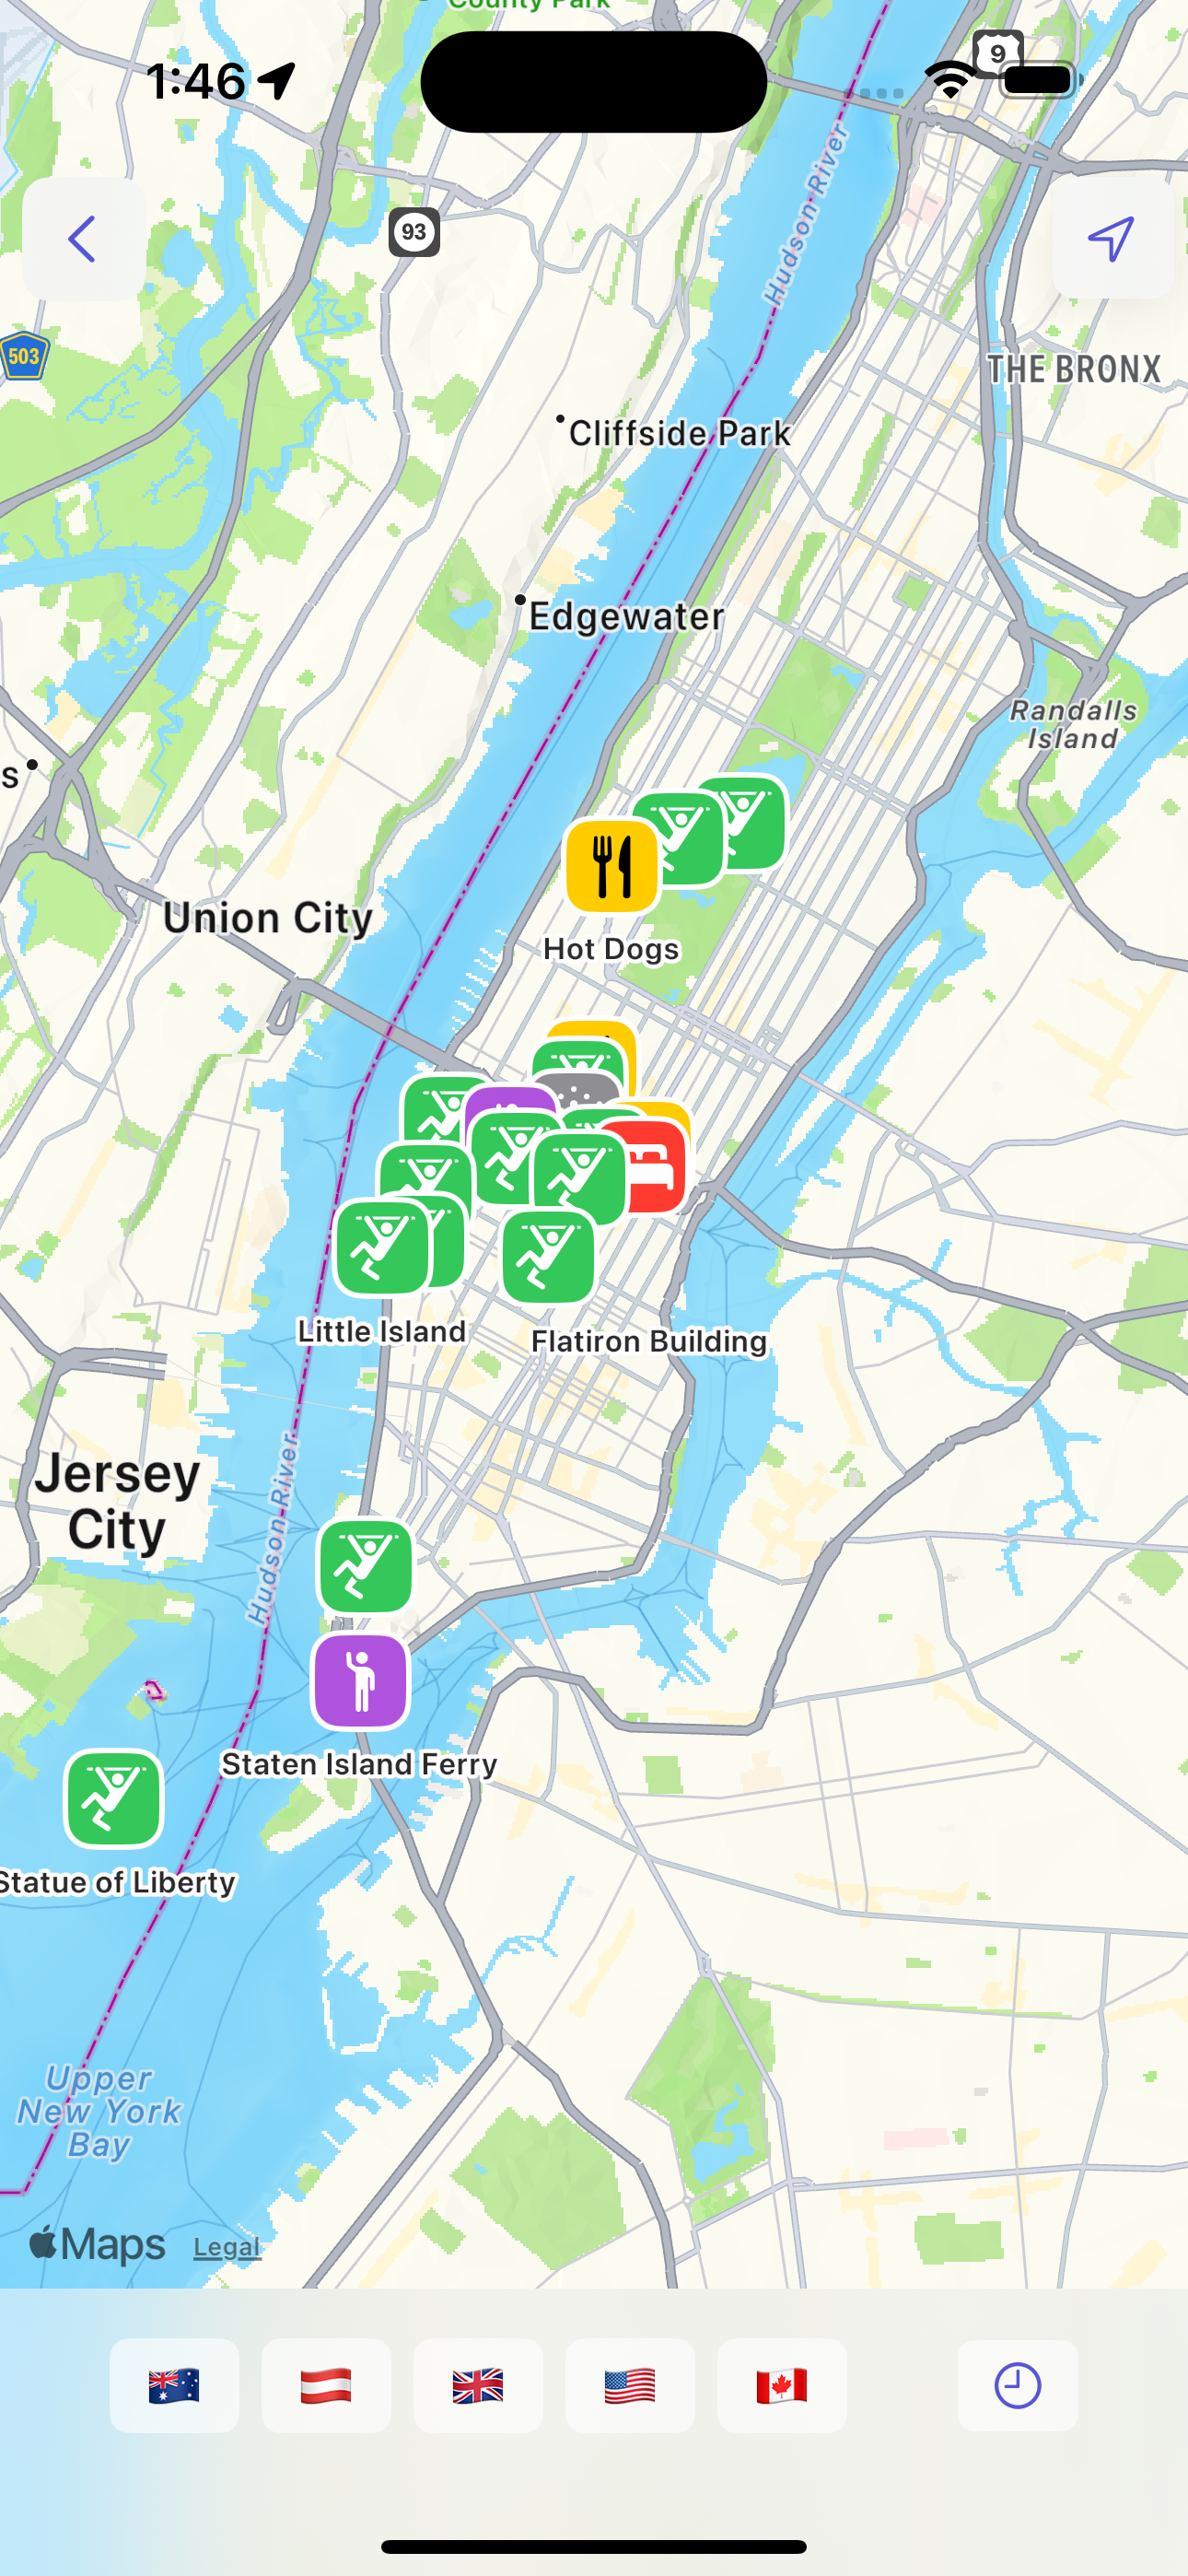 County Park
1:46
9
93
Hudson River
503
THE BRONX
Cliffside Park
Edgewater
Randalls
Island
s
Union City
Hot Dogs
Little Island
Flatiron Building
Jersey
City
Hudson River
Staten Island Ferry
Statue of Liberty
Upper
New York
Bay
Maps
Legal